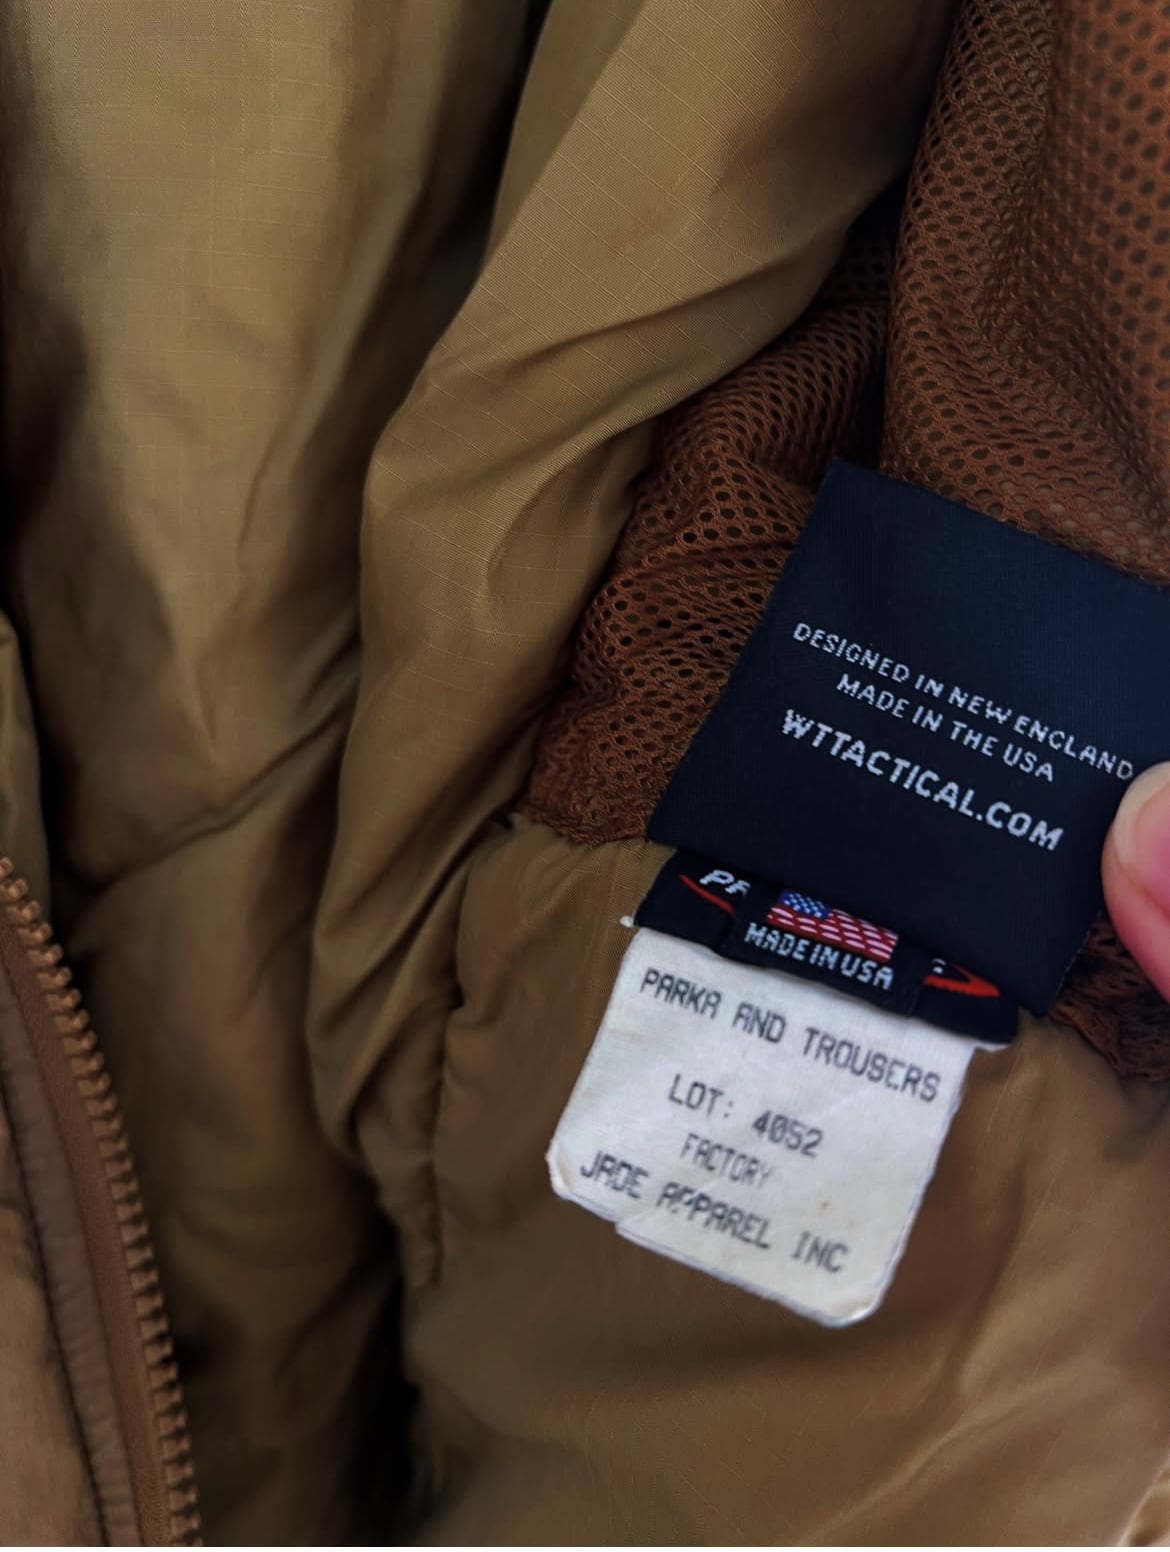 DESIGNED IN NEW ENGLAND
MADE IN THE USA
WTTACTICAL.COM
MADE IN USA
PARKA AND TROUSERS
LOT: 4052
FACTORY
JADE APPAREL INC